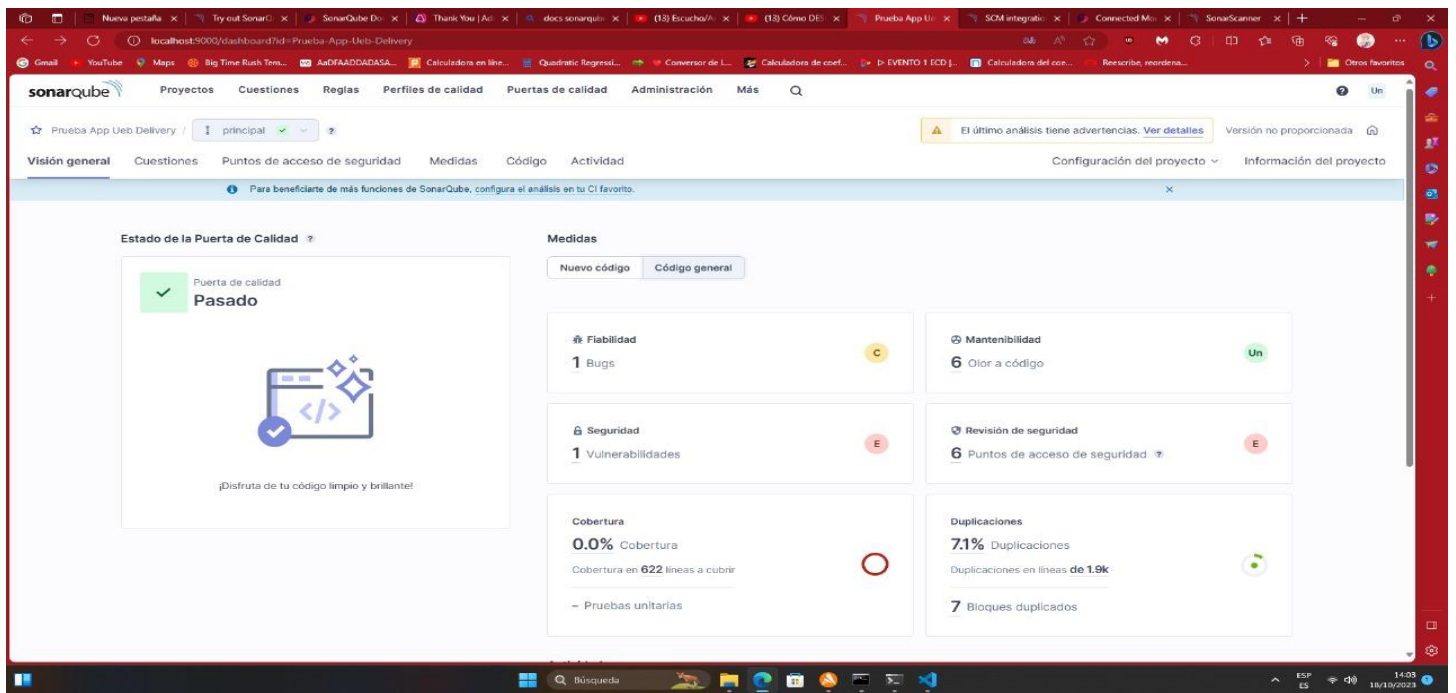 Nueva pestaña
Try out SonarQ
SonarQube Do
Thank You | Ad
docs sonarqub
(13) Escucho/A
(13) Cómo DES
Prueba App Ue
SCM integratio
Connected Mo
SonarScanner
localhost:9000/dashboard?id=Prueba-App-Ueb-Delivery
Gmail
YouTube
Maps
Big Time Rush Tem...
AaDFAADDADASA...
Calculadora en líne...
Quadratic Regressi...
Conversor de L...
Calculadora de coef...
EVENTO 1 ECD |...
Calculadora del coe...
Reescribe, reordena...
Otros favoritos
sonarqube
Proyectos
Cuestiones
Reglas
Perfiles de calidad
Puertas de calidad
Administración
Más
Un
Prueba App Ueb Delivery / principal
El último análisis tiene advertencias. Ver detalles
Versión no proporcionada
Visión general
Cuestiones
Puntos de acceso de seguridad
Medidas
Código
Actividad
Configuración del proyecto
Información del proyecto
Para beneficiarte de más funciones de SonarQube, configura el análisis en tu CI favorito.
Estado de la Puerta de Calidad ?
Puerta de calidad
Pasado
¡Disfruta de tu código limpio y brillante!
Medidas
Nuevo código
Código general
Fiabilidad
1 Bugs
C
Mantenibilidad
6 Olor a código
Un
Seguridad
1 Vulnerabilidades
E
Revisión de seguridad
6 Puntos de acceso de seguridad ?
E
Cobertura
0.0% Cobertura
Cobertura en 622 líneas a cubrir
– Pruebas unitarias
Duplicaciones
7.1% Duplicaciones
Duplicaciones en líneas de 1.9k
7 Bloques duplicados
Búsqueda
ESP
ES
14:03
18/10/2023